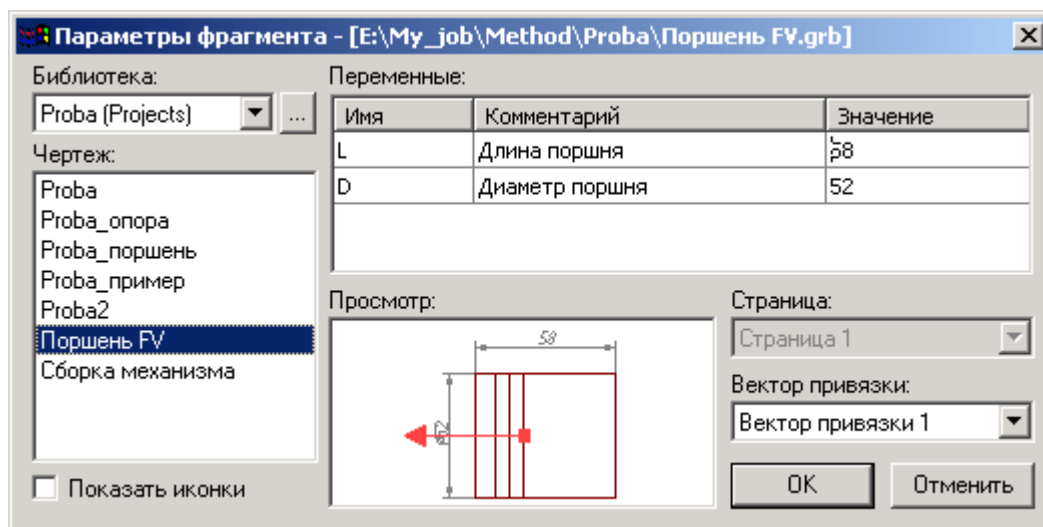 Параметры фрагмента - [E:\My_job\Method\Proba\Поршень FV.grb]
Библиотека:
Proba (Projects)
...
Чертеж:
Proba
Proba_опора
Proba_поршень
Proba_пример
Proba2
Поршень FV
Сборка механизма
Показать иконки
Переменные:
Имя Комментарий Значение
L Длина поршня 58
D Диаметр поршня 52
Просмотр:
58
ø52
Страница:
Страница 1
Вектор привязки:
Вектор привязки 1
OK Отменить